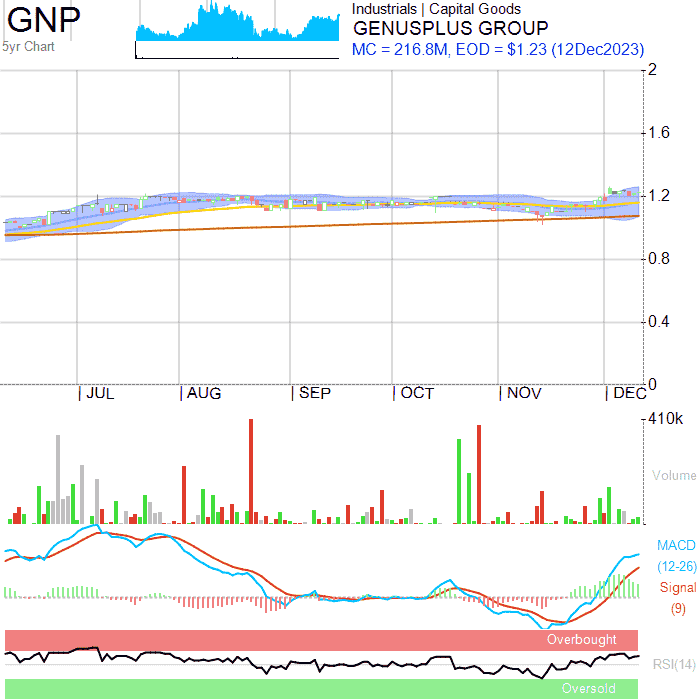 GNP
5yr Chart
Industrials | Capital Goods
GENUSPLUS GROUP
MC = 216.8M, EOD = $1.23 (12Dec2023)
2
1.6
1.2
0.8
0.4
0
JUL AUG SEP OCT NOV DEC
410k
Volume
MACD
(12-26)
Signal
(9)
Overbought
RSI(14)
Oversold